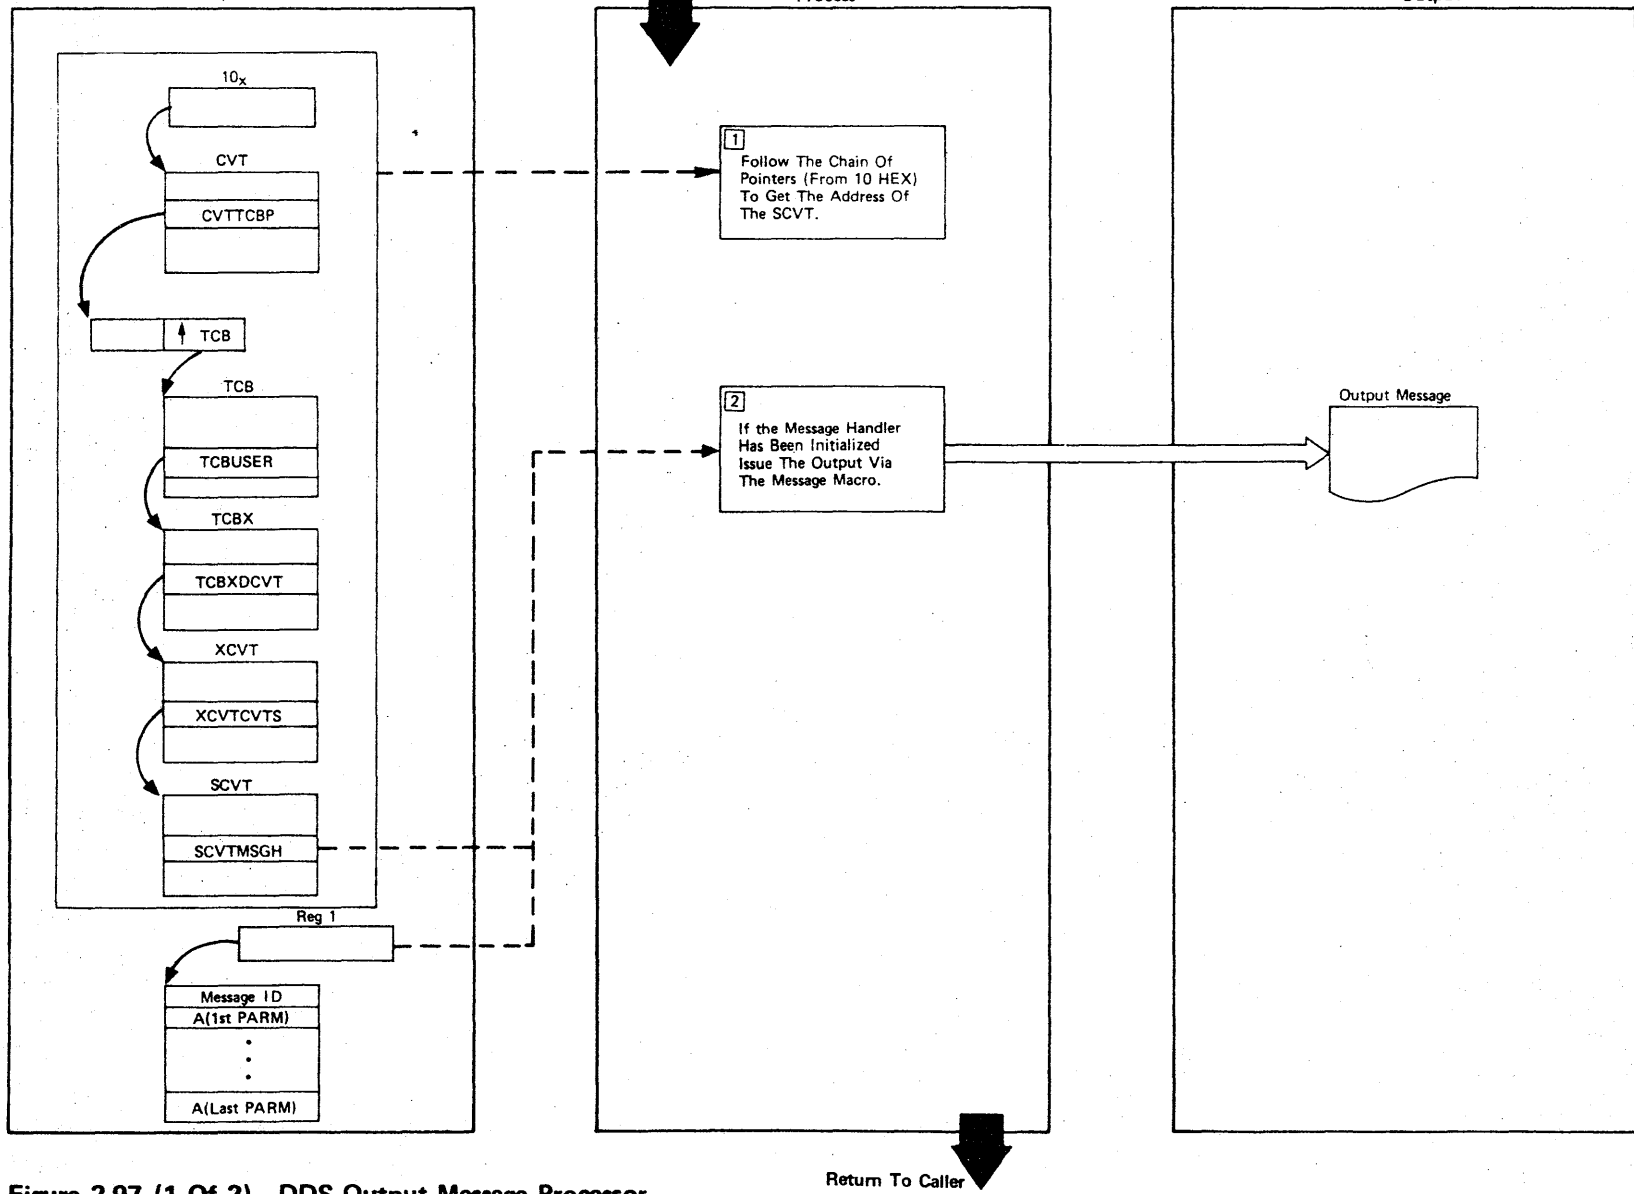 10x
CVT
CVTTCBP
TCB
TCB
TCBUSER
TCBX
TCBXDCVT
XCVT
XCVTCVTS
SCVT
SCVTMSGH
Reg 1
Message ID
A(1st PARM)
A(Last PARM)
1
Follow The Chain Of
Pointers (From 10 HEX)
To Get The Address Of
The SCVT.
2
If the Message Handler
Has Been Initialized
Issue The Output Via
The Message Macro.
Output Message
Return To Caller
Figure 2-97 (1 Of 2) DDS Output Message Processor